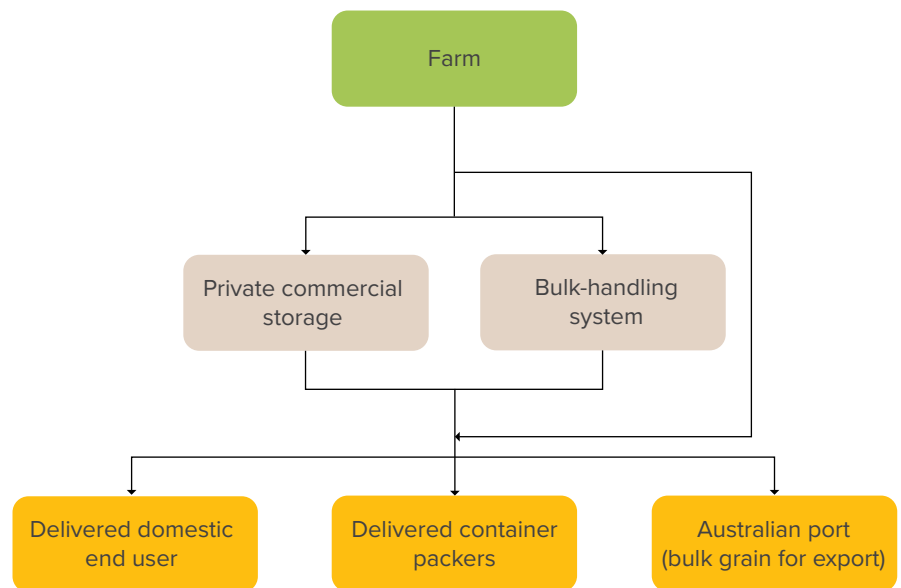 Farm
Private commercial
storage
Bulk-handling
system
Delivered domestic
end user
Delivered container
packers
Australian port
(bulk grain for export)